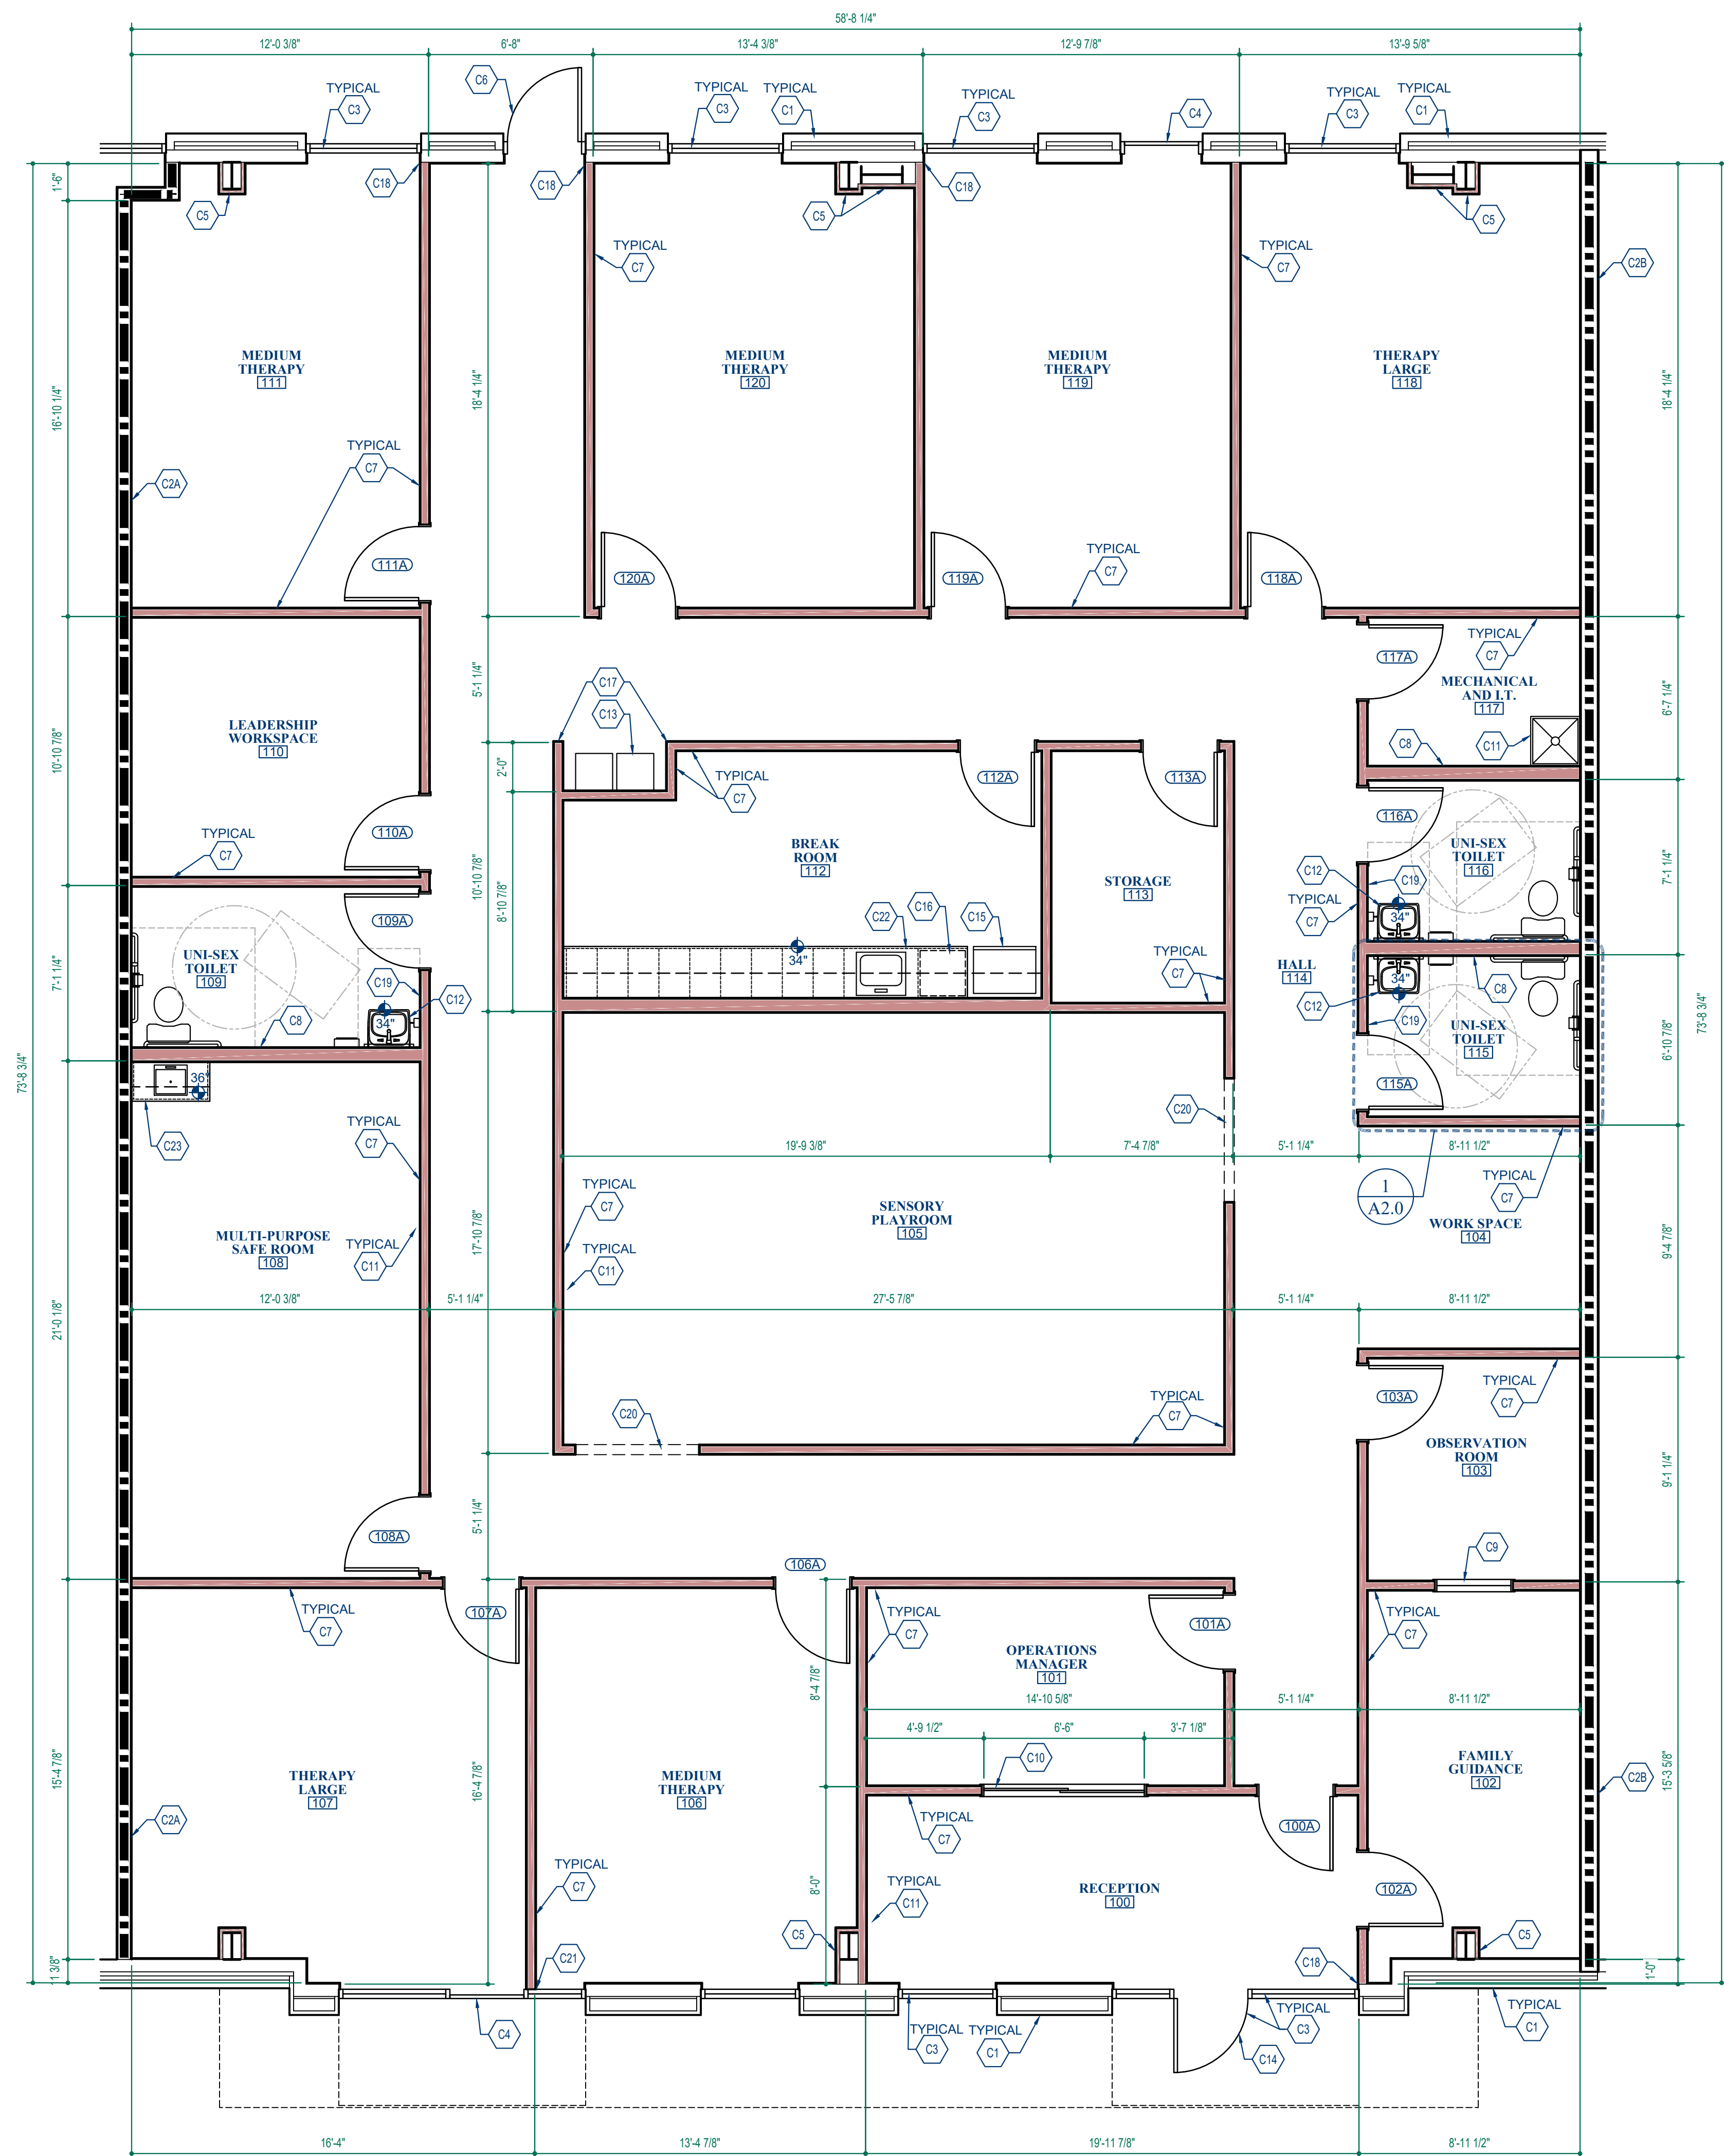 58'-8 1/4"
12'-0 3/8"
6'-8"
13'-4 3/8"
12'-9 7/8"
13'-9 5/8"
C6
TYPICAL
C3
TYPICAL
C3
TYPICAL
C1
TYPICAL
C3
C4
TYPICAL
C3
TYPICAL
C1
1'-6"
C5
C18
C18
C5
C18
C5
TYPICAL
C7
TYPICAL
C7
C2B
MEDIUM
THERAPY
111
18'-4 1/4"
MEDIUM
THERAPY
120
MEDIUM
THERAPY
119
THERAPY
LARGE
118
18'-4 1/4"
16'-10 1/4"
TYPICAL
C7
C2A
111A
120A
119A
TYPICAL
C7
118A
5'-1 1/4"
C17
C13
117A
TYPICAL
C7
MECHANICAL
AND I.T.
117
6'-7 1/4"
C8
C11
LEADERSHIP
WORKSPACE
110
10'-10 7/8"
2'-0"
TYPICAL
C7
112A
113A
110A
TYPICAL
C7
10'-10 7/8"
8'-10 7/8"
BREAK
ROOM
112
STORAGE
113
116A
UNI-SEX
TOILET
116
7'-1 1/4"
C12
C19
TYPICAL
C7
34"
109A
UNI-SEX
TOILET
109
7'-1 1/4"
C19
C12
34"
C8
C22
C16
C15
34"
TYPICAL
C7
HALL
114
34"
C8
C12
C19
UNI-SEX
TOILET
115
6'-10 7/8"
115A
73'-8 3/4"
73'-8 3/4"
36"
C23
TYPICAL
C7
C20
19'-9 3/8"
7'-4 7/8"
5'-1 1/4"
8'-11 1/2"
1
A2.0
TYPICAL
C7
WORK SPACE
104
9'-4 7/8"
TYPICAL
C7
SENSORY
PLAYROOM
105
17'-10 7/8"
MULTI-PURPOSE
SAFE ROOM
108
TYPICAL
C11
TYPICAL
C11
21'-0 1/8"
12'-0 3/8"
5'-1 1/4"
27'-5 7/8"
5'-1 1/4"
8'-11 1/2"
C20
TYPICAL
C7
103A
TYPICAL
C7
OBSERVATION
ROOM
103
9'-1 1/4"
5'-1 1/4"
108A
106A
C9
TYPICAL
C7
107A
TYPICAL
C7
101A
TYPICAL
C7
OPERATIONS
MANAGER
101
8'-4 7/8"
14'-10 5/8"
5'-1 1/4"
8'-11 1/2"
4'-9 1/2"
6'-6"
3'-7 1/8"
C10
THERAPY
LARGE
107
15'-4 7/8"
16'-4 7/8"
MEDIUM
THERAPY
106
FAMILY
GUIDANCE
102
15'-3 5/8"
C2A
C2B
TYPICAL
C7
100A
TYPICAL
C7
8'-0"
TYPICAL
C11
RECEPTION
100
102A
C5
C21
C18
C5
11 3/8"
1'-0"
C4
TYPICAL
C3
TYPICAL
C1
TYPICAL
C3
C14
TYPICAL
C1
16'-4"
13'-4 7/8"
19'-11 7/8"
8'-11 1/2"